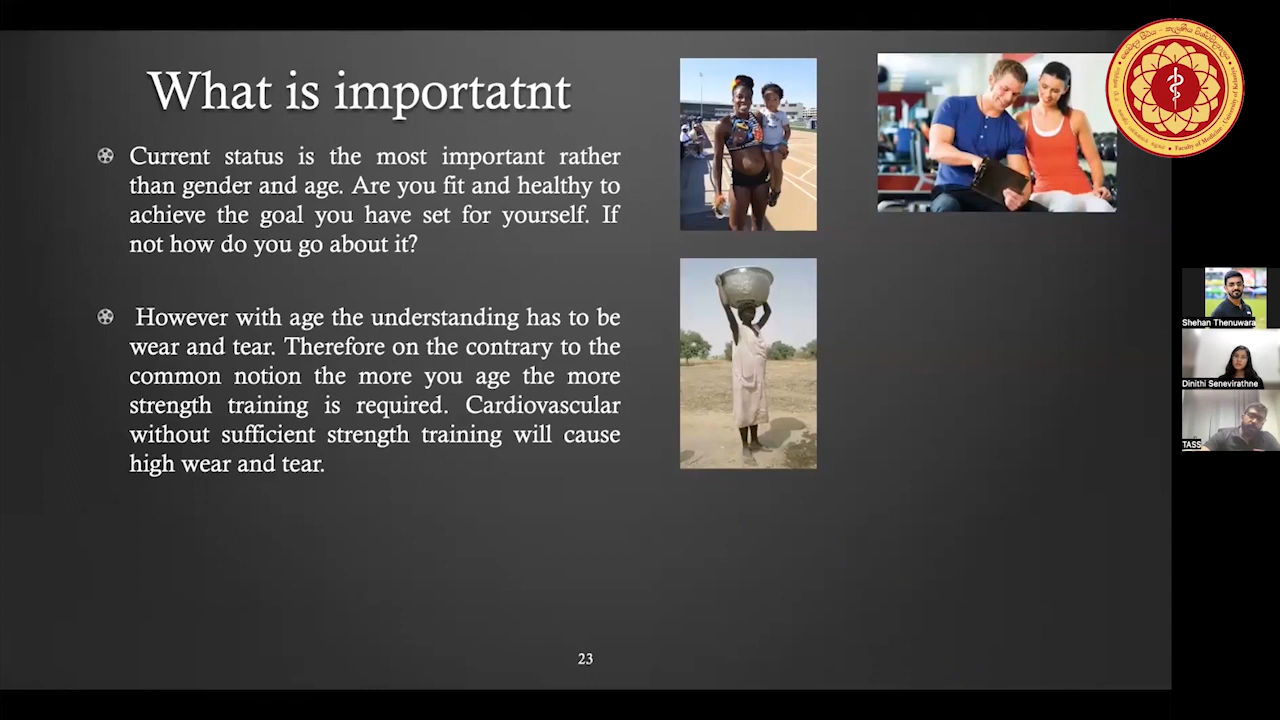 What is importatnt
Current status is the most important rather
than gender and age. Are you fit and healthy to
achieve the goal you have set for yourself. If
not how do you go about it?
However with age the understanding has to be
wear and tear. Therefore on the contrary to the
common notion the more you age the more
strength training is required. Cardiovascular
without sufficient strength training will cause
high wear and tear.
23
Shehan Thenuwara
Dinithi Senevirathne
TASS